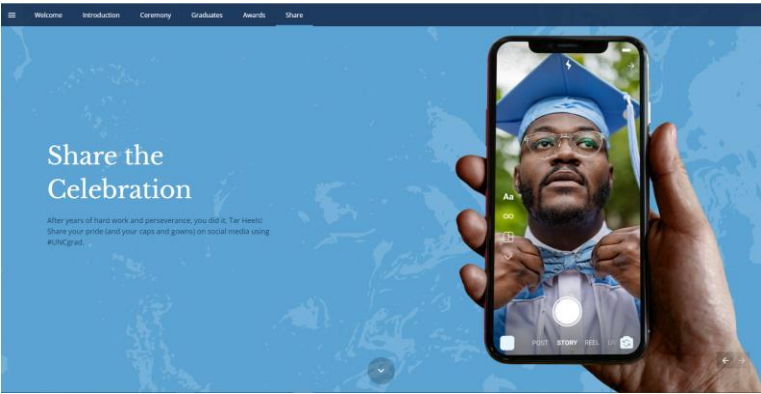 Welcome Introduction Ceremony Graduates Awards Share
Share the
Celebration
After years of hard work and perseverance, you did it, Tar Heels!
Share your pride (and your caps and gowns) on social media using
#UNCgrad.
Aa
POST STORY REEL